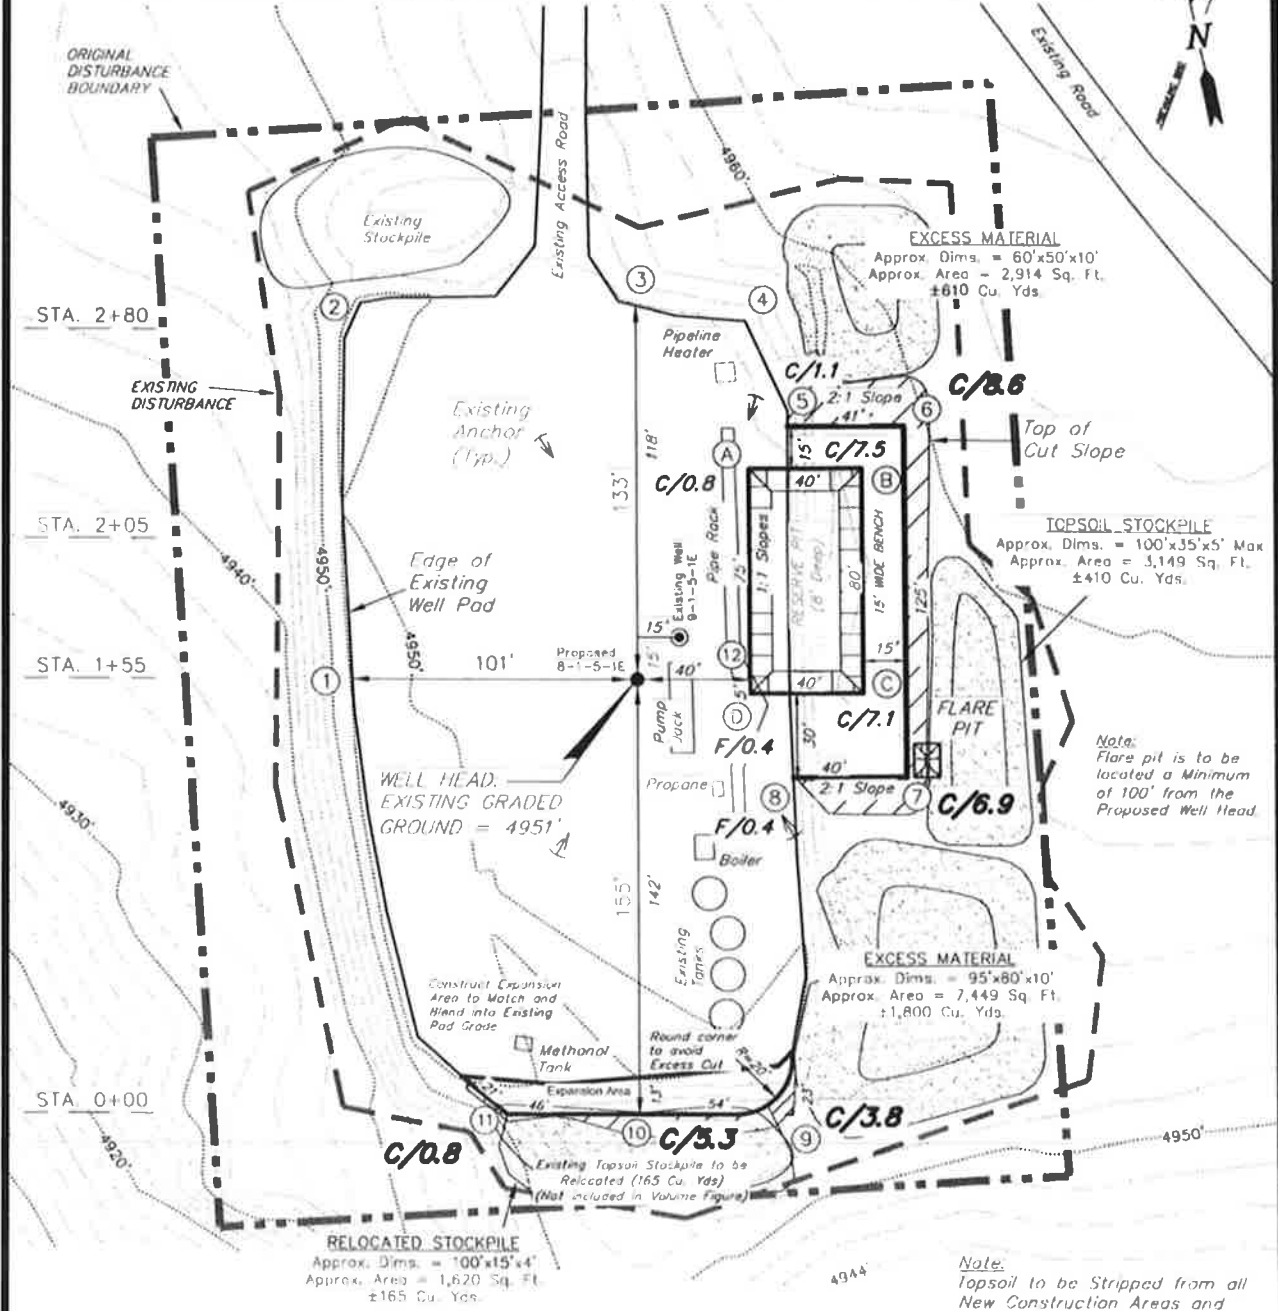 ORIGINAL
DISTURBANCE
BOUNDARY
N
Existing Road
Existing Access Road
4960'
Existing
Stockpile
EXCESS MATERIAL
Approx. Dims. = 60'x50'x10'
Approx. Area = 2,914 Sq. Ft.
±610 Cu. Yds.
3
4
2
STA. 2+80
Pipeline
Heater
C/1.1
C/8.6
EXISTING
DISTURBANCE
5
2:1 Slope
6
41'
Existing
Anchor
(Typ.)
118'
133'
Top of
Cut Slope
15'
C/7.5
A
B
C/0.8
40'
STA. 2+05
Pipe Rack
75'
1:1 Slopes
RESERVE PIT
(8' Deep)
80'
15' WIDE BENCH
125'
TOPSOIL STOCKPILE
Approx. Dims. = 100'x35'x5' Max
Approx. Area = 3,149 Sq. Ft.
±410 Cu. Yds.
4940'
4950'
Edge of
Existing
Well Pad
Existing Well
9-1-5-1E
15'
4950'
15'
12
15'
STA. 1+55
101'
Proposed
8-1-5-1E
40'
1
40'
C
5'
D
C/7.1
FLARE
PIT
Pump
Jack
F/0.4
30'
Note:
Flare pit is to be
located a Minimum
of 100' from the
Proposed Well Head.
WELL HEAD:
EXISTING GRADED
GROUND = 4951'
Propane
40'
2:1 Slope
8
7
C/6.9
4930'
F/0.4
Boiler
155'
142'
Existing
Tanks
EXCESS MATERIAL
Approx. Dims. = 95'x80'x10'
Approx. Area = 7,449 Sq. Ft.
±1,800 Cu. Yds.
Construct Expansion
Area to Match and
Blend into Existing
Pad Grade
Methanol
Tank
Round corner
to avoid
Excess Cut
R=20'
21'
Expansion Area
13'
23'
STA. 0+00
46'
54'
11
10
C/5.3
C/3.8
9
4920'
C/0.8
4950'
Existing Topsoil Stockpile to be
Relocated (165 Cu. Yds)
(Not included in Volume Figure)
RELOCATED STOCKPILE
Approx. Dims. = 100'x15'x4'
Approx. Area = 1,620 Sq. Ft.
±165 Cu. Yds.
4944'
Note:
Topsoil to be Stripped from all
New Construction Areas and